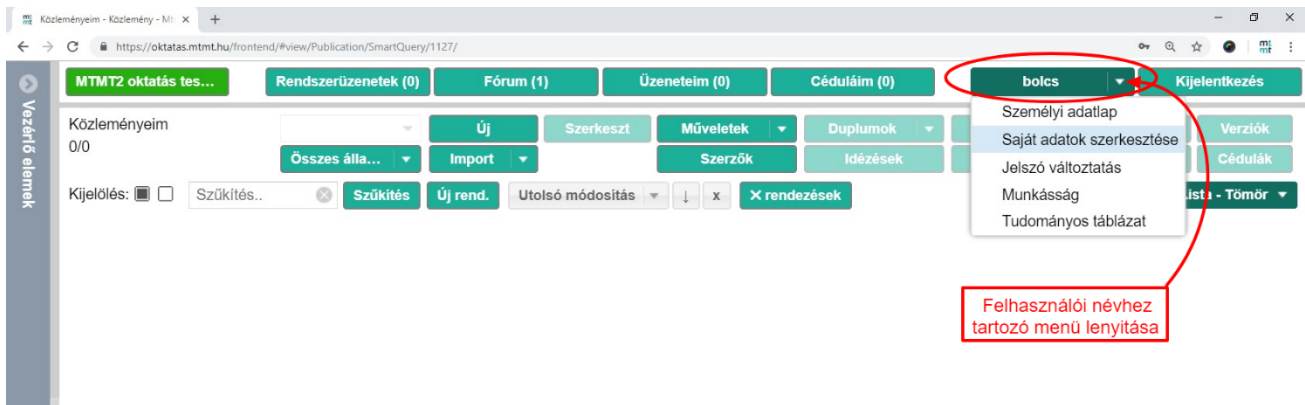 Közleményeim - Közlemény - Mt
https://oktatas.mtmt.hu/frontend/#view/Publication/SmartQuery/1127/
mt mt
Vezérlő elemek
MTMT2 oktatás tes... Rendszerüzenetek (0) Fórum (1) Üzeneteim (0) Céduláim (0) bolcs Kijelentkezés
Közleményeim Új Szerkeszt Műveletek Duplumok Verziók
0/0 Összes álla... Import Szerzők Idézések Cédulák
Kijelölés: Szűkítés.. Szűkítés Új rend. Utolsó módosítás ↓ x X rendezések Lista - Tömör
Személyi adatlap
Saját adatok szerkesztése
Jelszó változtatás
Munkásság
Tudományos táblázat
Felhasználói névhez
tartozó menü lenyitása